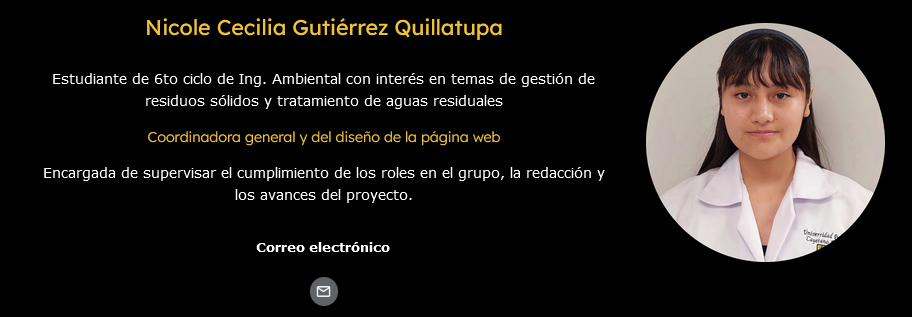 Nicole Cecilia Gutiérrez Quillatupa
Estudiante de 6to ciclo de Ing. Ambiental con interés en temas de gestión de
residuos sólidos y tratamiento de aguas residuales
Coordinadora general y del diseño de la página web
Encargada de supervisar el cumplimiento de los roles en el grupo, la redacción y
los avances del proyecto.
Correo electrónico
Universidad
Cayetano